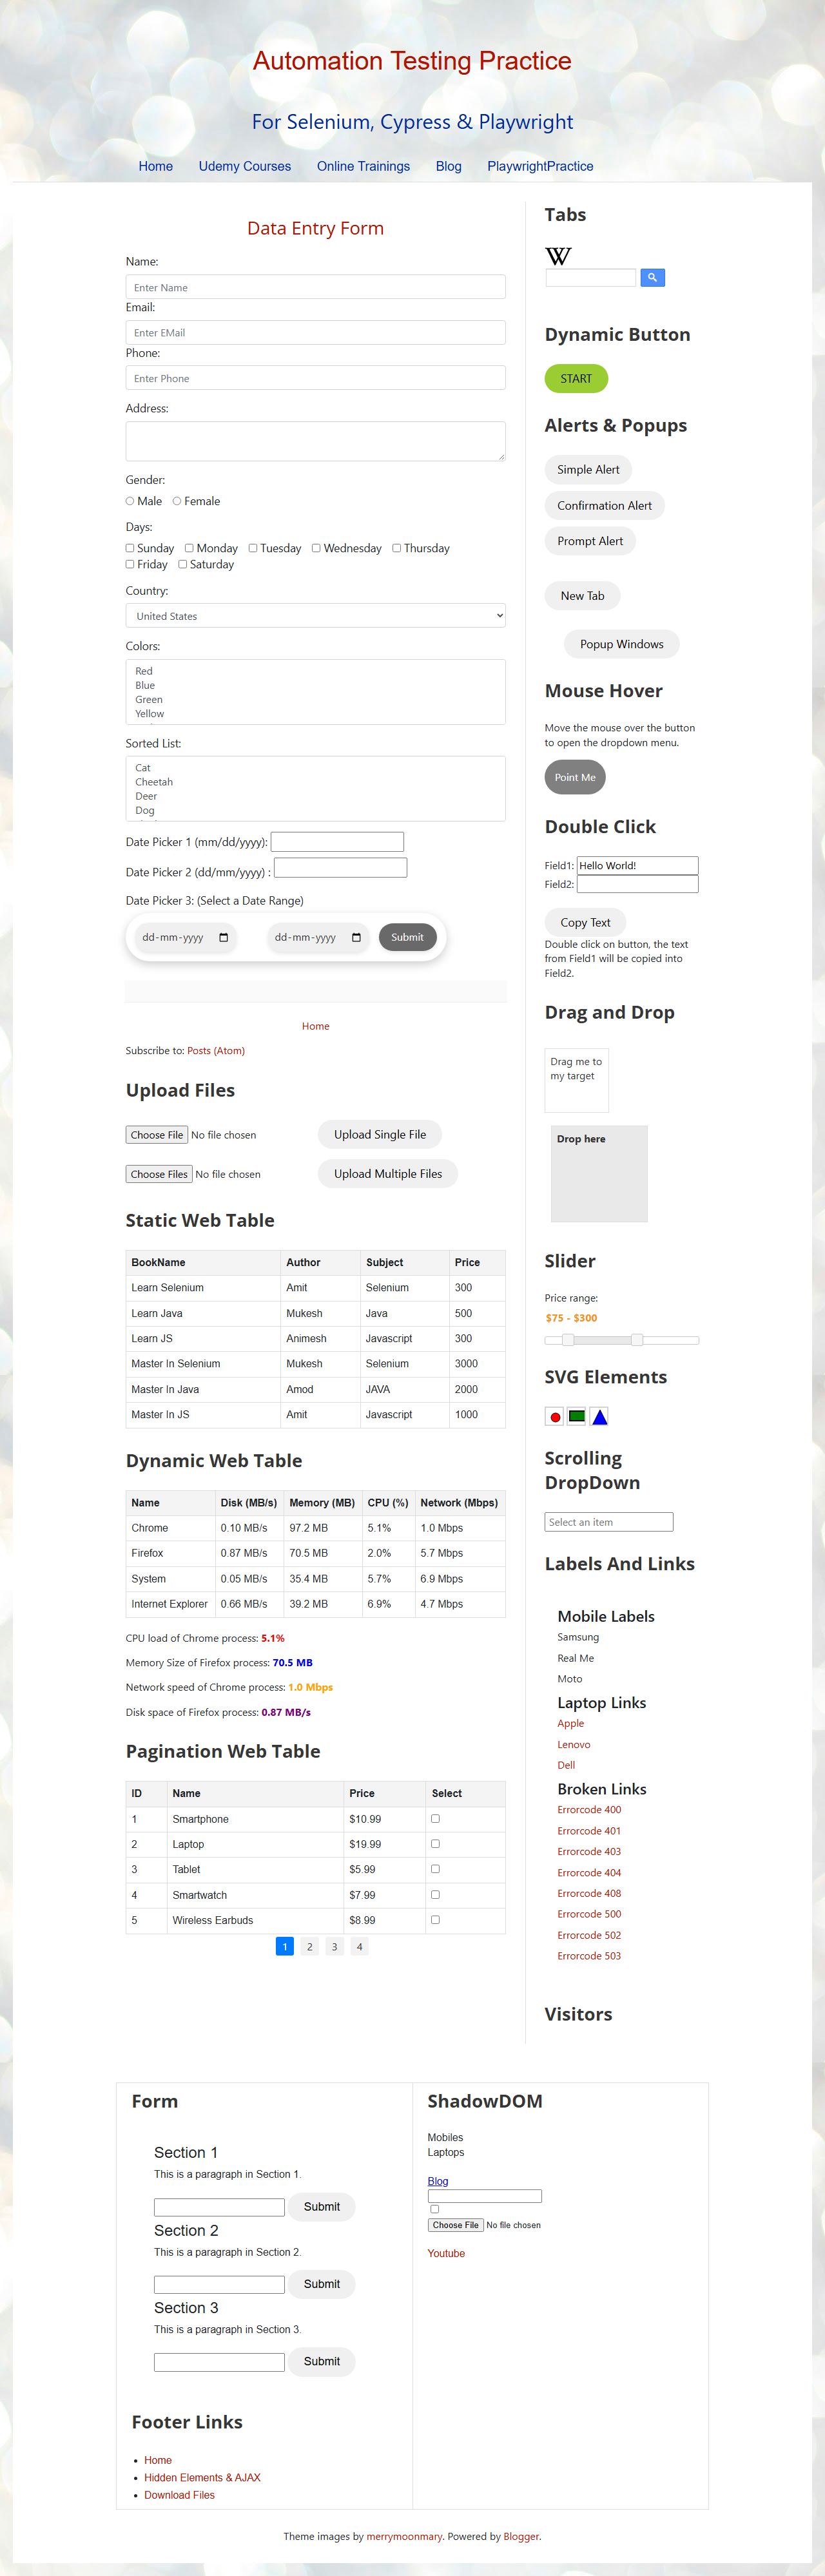 Automation Testing Practice
For Selenium, Cypress & Playwright
Home Udemy Courses Online Trainings Blog PlaywrightPractice
Data Entry Form
Name:
Enter Name
Email:
Enter EMail
Phone:
Enter Phone
Address:
Gender:
Male Female
Days:
Sunday Monday Tuesday Wednesday Thursday
Friday Saturday
Country:
United States
Colors:
Red
Blue
Green
Yellow
Sorted List:
Cat
Cheetah
Deer
Dog
Date Picker 1 (mm/dd/yyyy):
Date Picker 2 (dd/mm/yyyy) :
Date Picker 3: (Select a Date Range)
dd-mm-yyyy dd-mm-yyyy Submit
Home
Subscribe to: Posts (Atom)
Upload Files
Choose File No file chosen Upload Single File
Choose Files No file chosen Upload Multiple Files
Static Web Table
BookName Author Subject Price
Learn Selenium Amit Selenium 300
Learn Java Mukesh Java 500
Learn JS Animesh Javascript 300
Master In Selenium Mukesh Selenium 3000
Master In Java Amod JAVA 2000
Master In JS Amit Javascript 1000
Dynamic Web Table
Name Disk (MB/s) Memory (MB) CPU (%) Network (Mbps)
Chrome 0.10 MB/s 97.2 MB 5.1% 1.0 Mbps
Firefox 0.87 MB/s 70.5 MB 2.0% 5.7 Mbps
System 0.05 MB/s 35.4 MB 5.7% 6.9 Mbps
Internet Explorer 0.66 MB/s 39.2 MB 6.9% 4.7 Mbps
CPU load of Chrome process: 5.1%
Memory Size of Firefox process: 70.5 MB
Network speed of Chrome process: 1.0 Mbps
Disk space of Firefox process: 0.87 MB/s
Pagination Web Table
ID Name Price Select
1 Smartphone $10.99
2 Laptop $19.99
3 Tablet $5.99
4 Smartwatch $7.99
5 Wireless Earbuds $8.99
1 2 3 4
Tabs
W
Dynamic Button
START
Alerts & Popups
Simple Alert
Confirmation Alert
Prompt Alert
New Tab
Popup Windows
Mouse Hover
Move the mouse over the button
to open the dropdown menu.
Point Me
Double Click
Field1: Hello World!
Field2:
Copy Text
Double click on button, the text
from Field1 will be copied into
Field2.
Drag and Drop
Drag me to
my target
Drop here
Slider
Price range:
$75 - $300
SVG Elements
Scrolling
DropDown
Select an item
Labels And Links
Mobile Labels
Samsung
Real Me
Moto
Laptop Links
Apple
Lenovo
Dell
Broken Links
Errorcode 400
Errorcode 401
Errorcode 403
Errorcode 404
Errorcode 408
Errorcode 500
Errorcode 502
Errorcode 503
Visitors
Form
Section 1
This is a paragraph in Section 1.
Submit
Section 2
This is a paragraph in Section 2.
Submit
Section 3
This is a paragraph in Section 3.
Submit
Footer Links
Home
Hidden Elements & AJAX
Download Files
ShadowDOM
Mobiles
Laptops
Blog
Choose File No file chosen
Youtube
Theme images by merrymoonmary. Powered by Blogger.